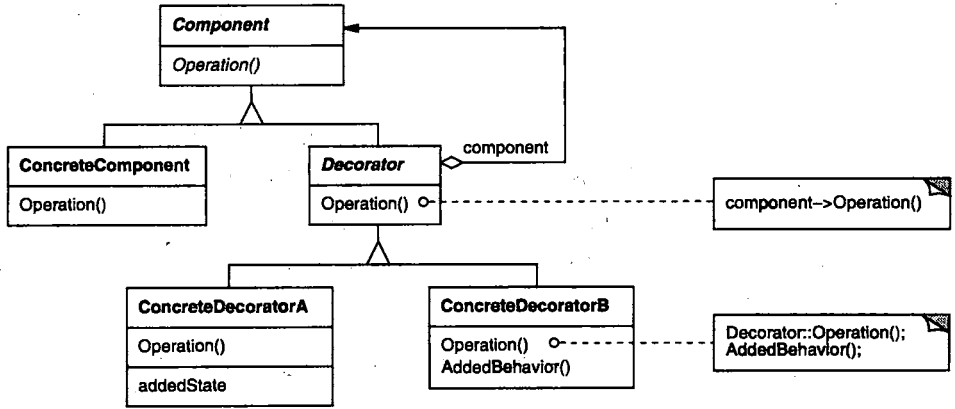 Component
Operation()
component
ConcreteComponent
Operation()
Decorator
Operation()
component–>Operation()
ConcreteDecoratorA
Operation()
addedState
ConcreteDecoratorB
Operation()
AddedBehavior()
Decorator::Operation();
AddedBehavior();